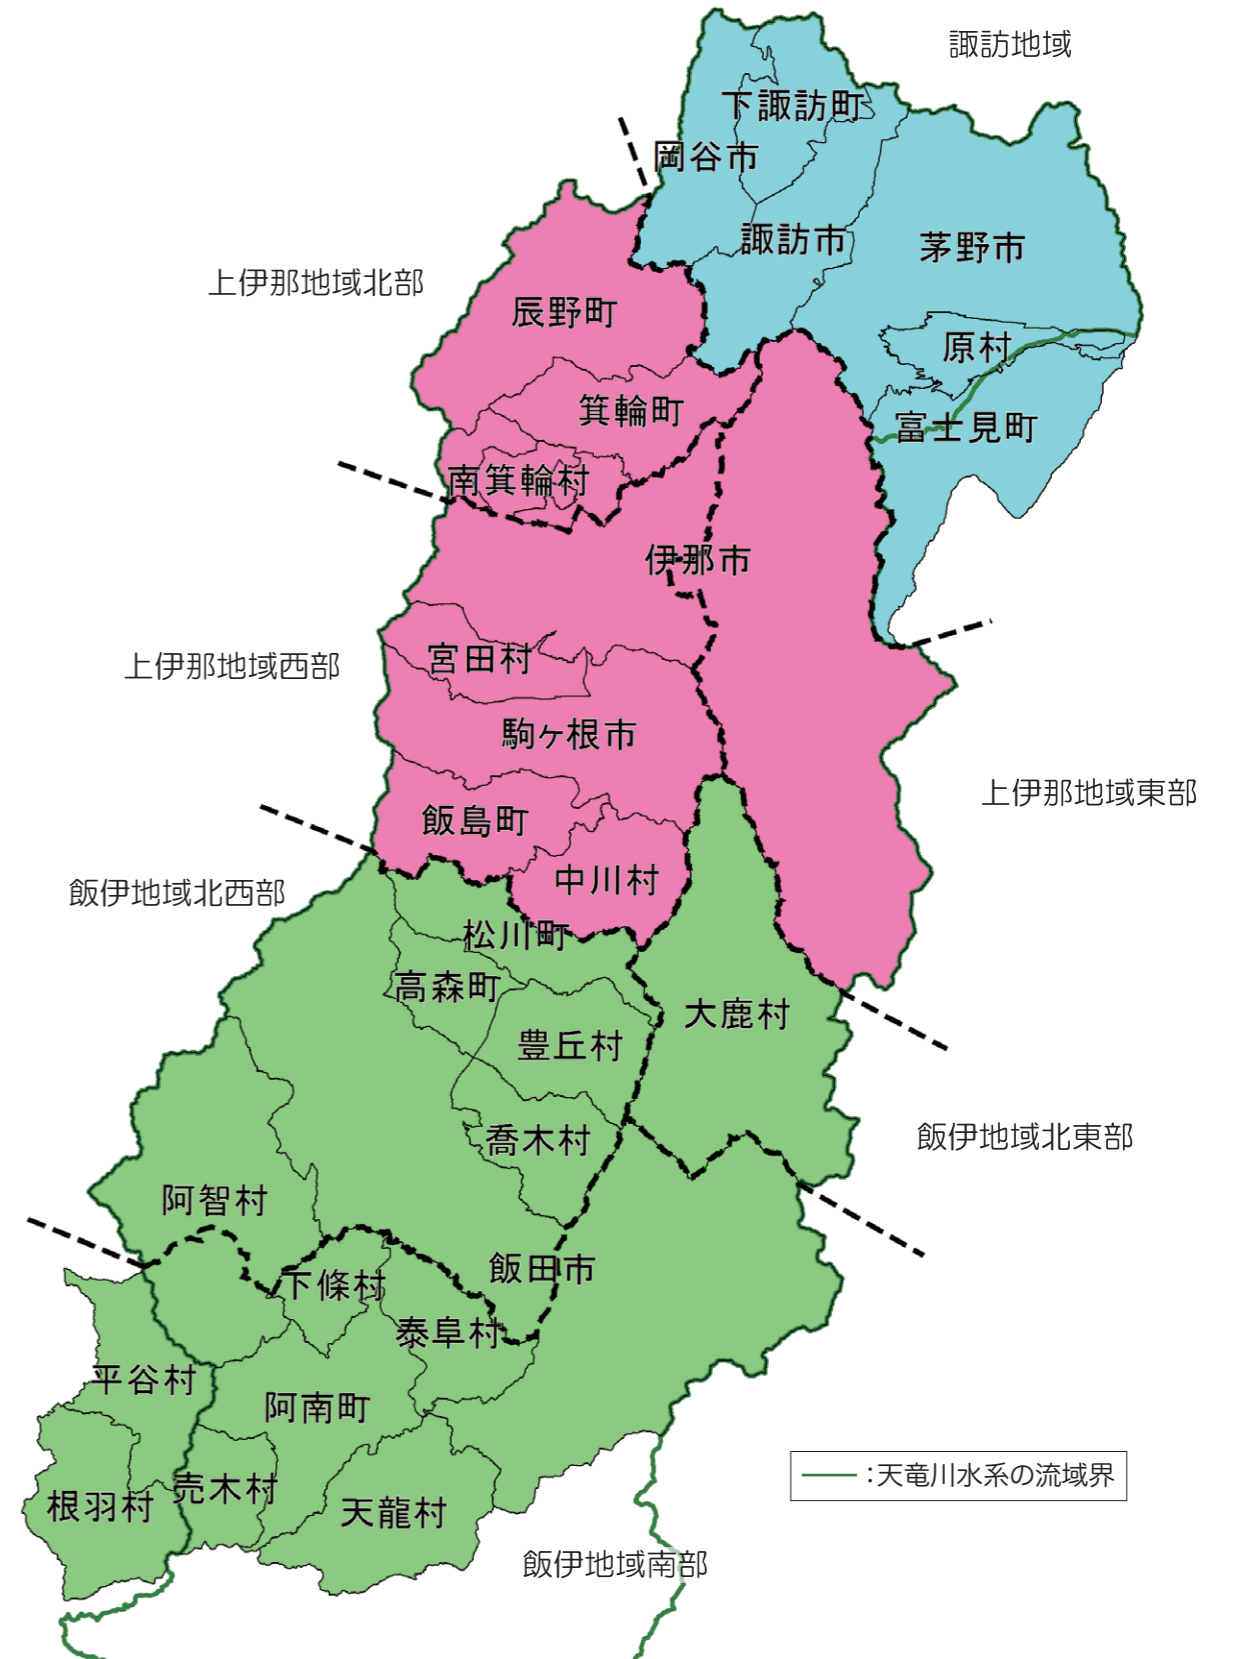 諏訪地域
下諏訪町
岡谷市
諏訪市
茅野市
上伊那地域北部
辰野町
原村
箕輪町
富士見町
南箕輪村
伊那市
上伊那地域西部
宮田村
駒ヶ根市
上伊那地域東部
飯島町
中川村
飯伊地域北西部
松川町
高森町
大鹿村
豊丘村
飯伊地域北東部
喬木村
阿智村
飯田市
下條村
泰阜村
平谷村
阿南町
:天竜川水系の流域界
売木村
根羽村
天龍村
飯伊地域南部